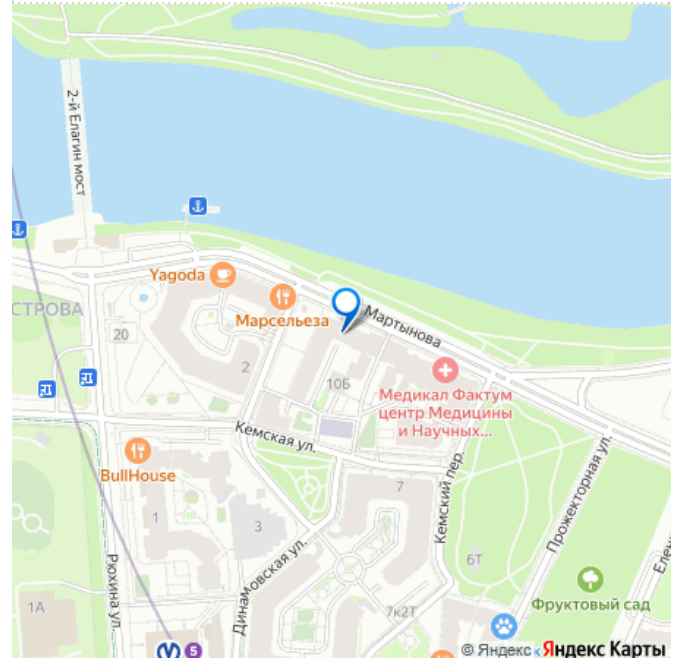 2-й Елагин мост
Yagoda
Марсельеза
Мартынова
СТРОВА
20
2
10Б
Медикал Фактум
центр Медицины
и Научных...
Кемская ул.
BullHouse
7
Кемский пер.
Прожекторная ул.
1
3
Динамовская ул.
Рюхина ул.
6Т
Елен
1А
7к2Т
Фруктовый сад
5
© Яндекс Яндекс Карты